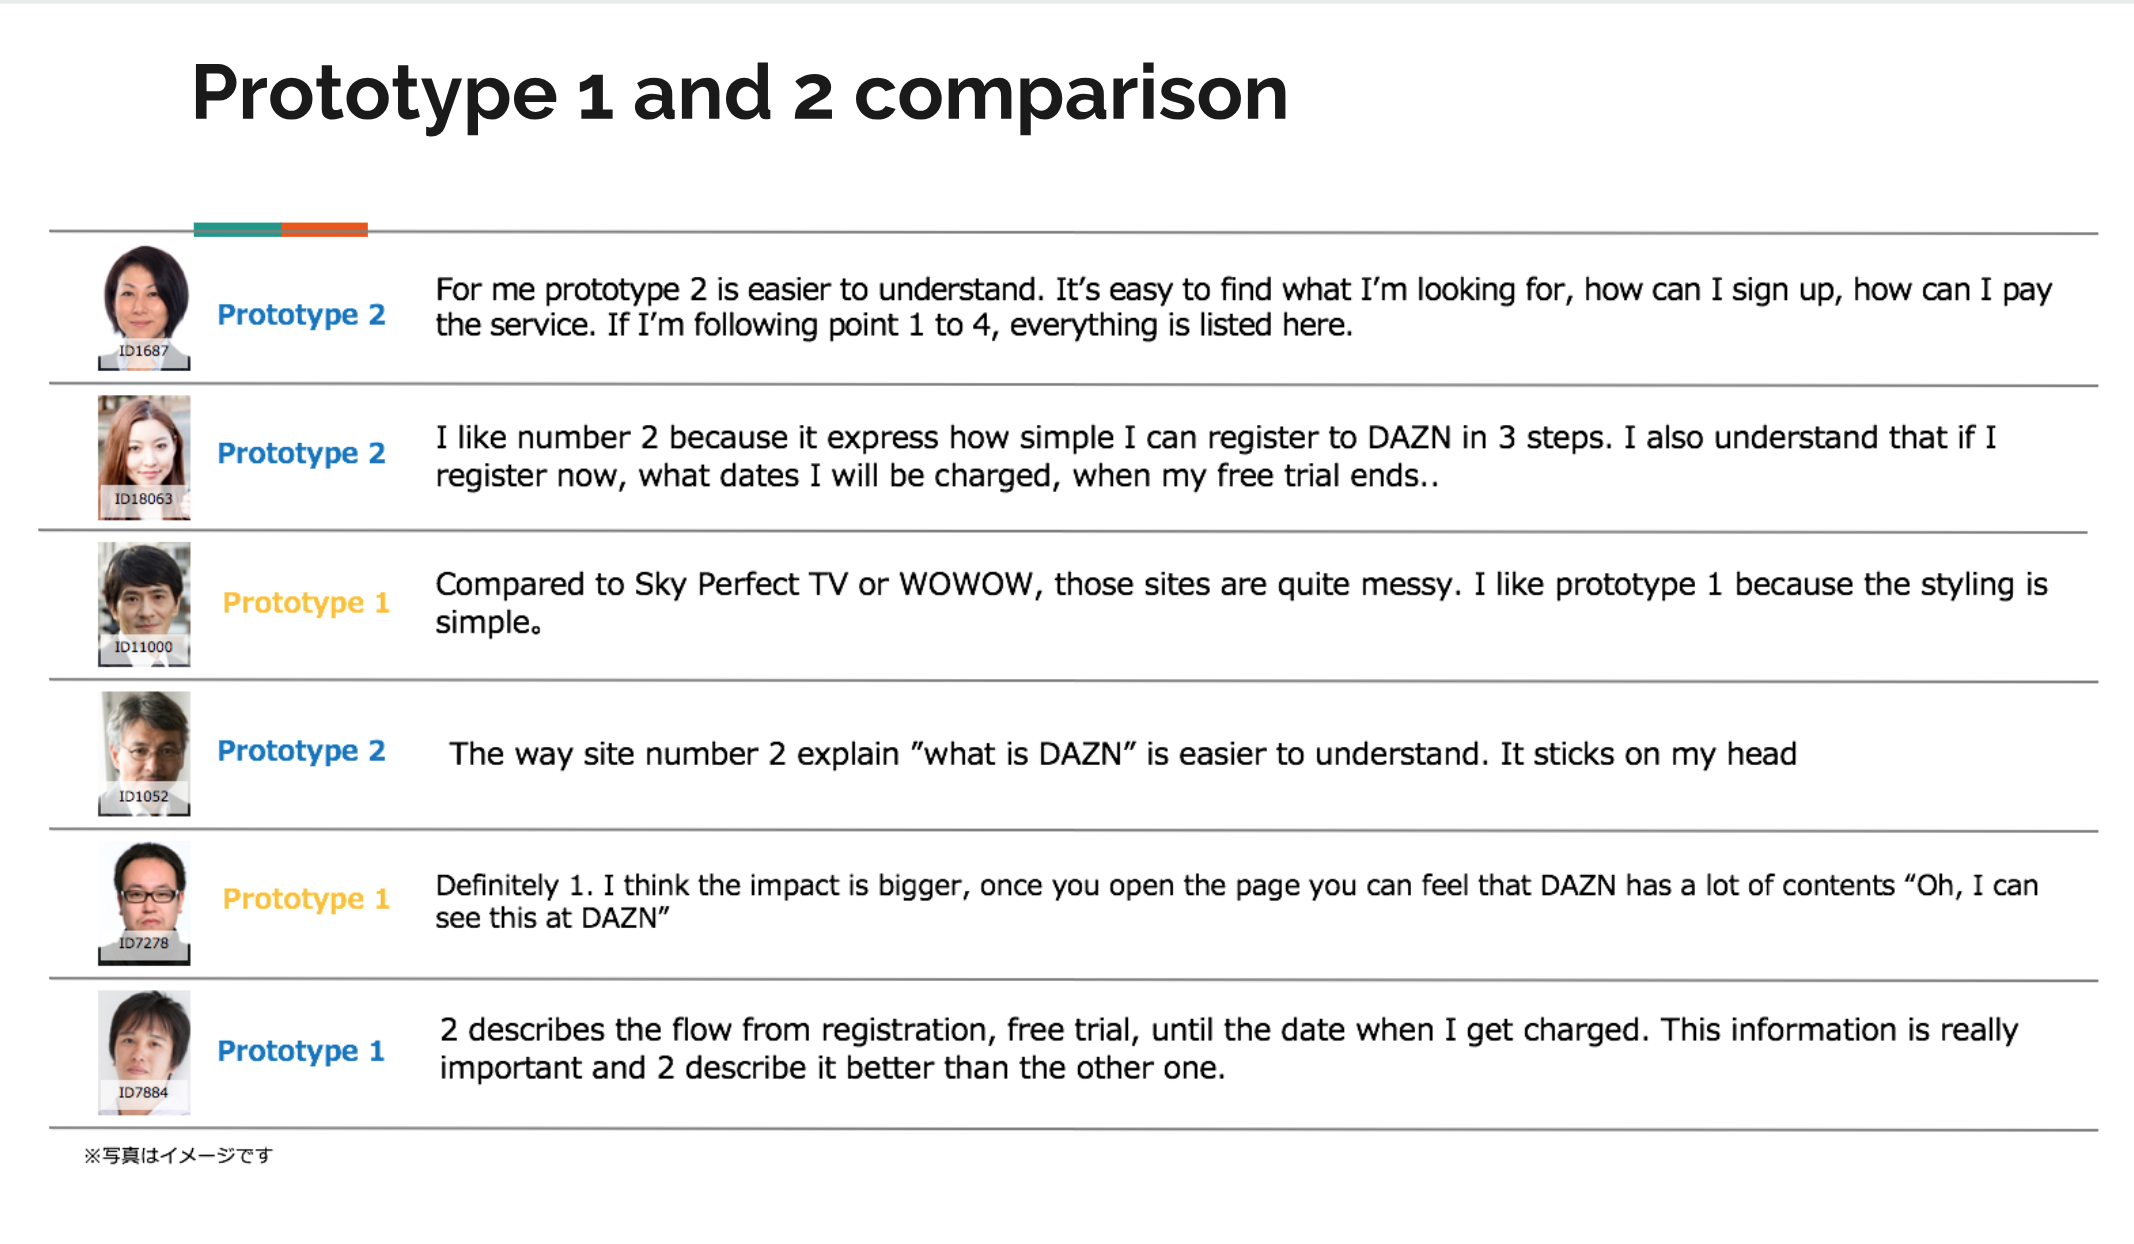 Prototype 1 and 2 comparison
ID1687
Prototype 2
For me prototype 2 is easier to understand. It's easy to find what I'm looking for, how can I sign up, how can I pay
the service. If I'm following point 1 to 4, everything is listed here.
ID18063
Prototype 2
I like number 2 because it express how simple I can register to DAZN in 3 steps. I also understand that if I
register now, what dates I will be charged, when my free trial ends..
ID11000
Prototype 1
Compared to Sky Perfect TV or WOWOW, those sites are quite messy. I like prototype 1 because the styling is
simple。
ID1052
Prototype 2
The way site number 2 explain ”what is DAZN” is easier to understand. It sticks on my head
ID7278
Prototype 1
Definitely 1. I think the impact is bigger, once you open the page you can feel that DAZN has a lot of contents “Oh, I can
see this at DAZN”
ID7884
Prototype 1
2 describes the flow from registration, free trial, until the date when I get charged. This information is really
important and 2 describe it better than the other one.
※写真はイメージです